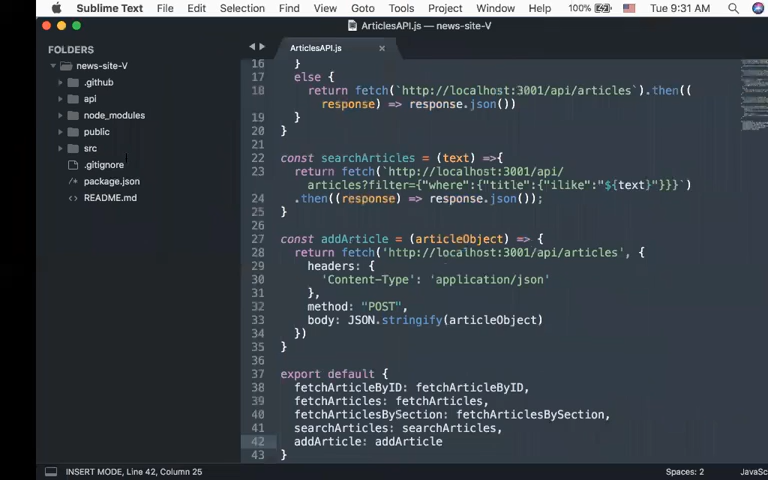 Sublime Text File Edit Selection Find View Goto Tools Project Window Help 100% Tue 9:31 AM
ArticlesAPI.js — news-site-V
FOLDERS
news-site-V
.github
api
node_modules
public
src
.gitignore
package.json
README.md
ArticlesAPI.js
16 }
17 else {
18 return fetch(`http://localhost:3001/api/articles`).then((
response) => response.json())
19 }
20 }
21
22 const searchArticles = (text) =>{
23 return fetch(`http://localhost:3001/api/
articles?filter={"where":{"title":{"ilike":"${text}"}}}`)
24 .then((response) => response.json());
25 }
26
27 const addArticle = (articleObject) => {
28 return fetch('http://localhost:3001/api/articles', {
29 headers: {
30 'Content-Type': 'application/json'
31 },
32 method: "POST",
33 body: JSON.stringify(articleObject)
34 })
35 }
36
37 export default {
38 fetchArticleByID: fetchArticleByID,
39 fetchArticles: fetchArticles,
40 fetchArticlesBySection: fetchArticlesBySection,
41 searchArticles: searchArticles,
42 addArticle: addArticle
43 }
INSERT MODE, Line 42, Column 25
Spaces: 2
JavaSc